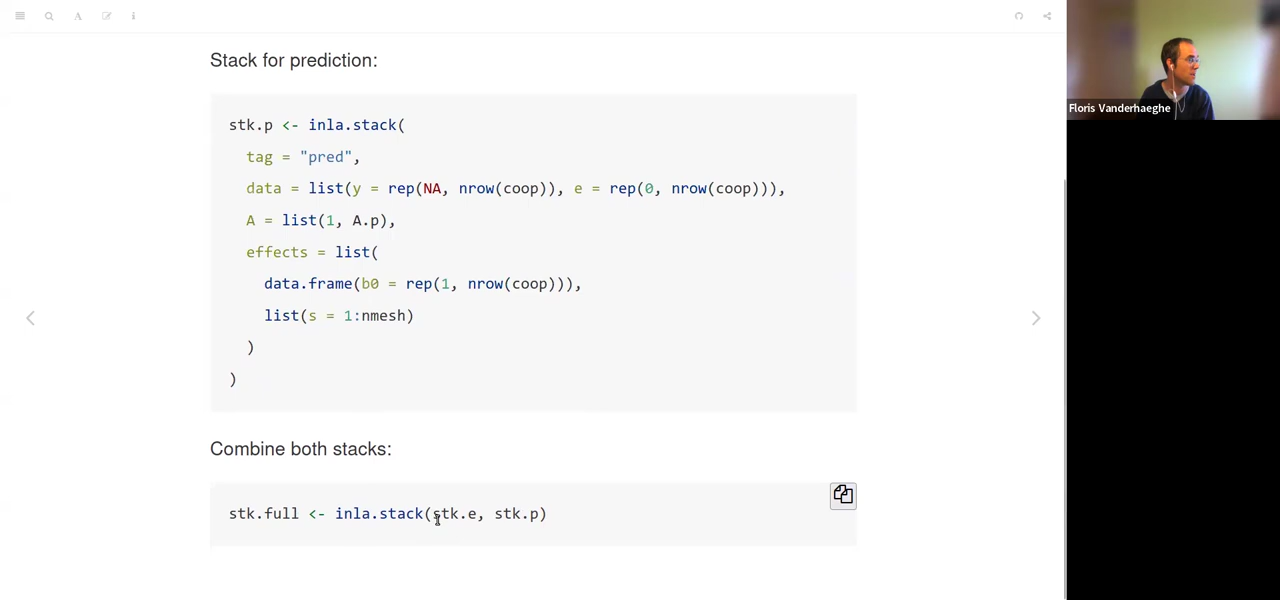 Stack for prediction:
stk.p <- inla.stack(
  tag = "pred",
  data = list(y = rep(NA, nrow(coop)), e = rep(0, nrow(coop))),
  A = list(1, A.p),
  effects = list(
    data.frame(b0 = rep(1, nrow(coop))),
    list(s = 1:nmesh)
  )
)
Combine both stacks:
stk.full <- inla.stack(stk.e, stk.p)
Floris Vanderhaeghe